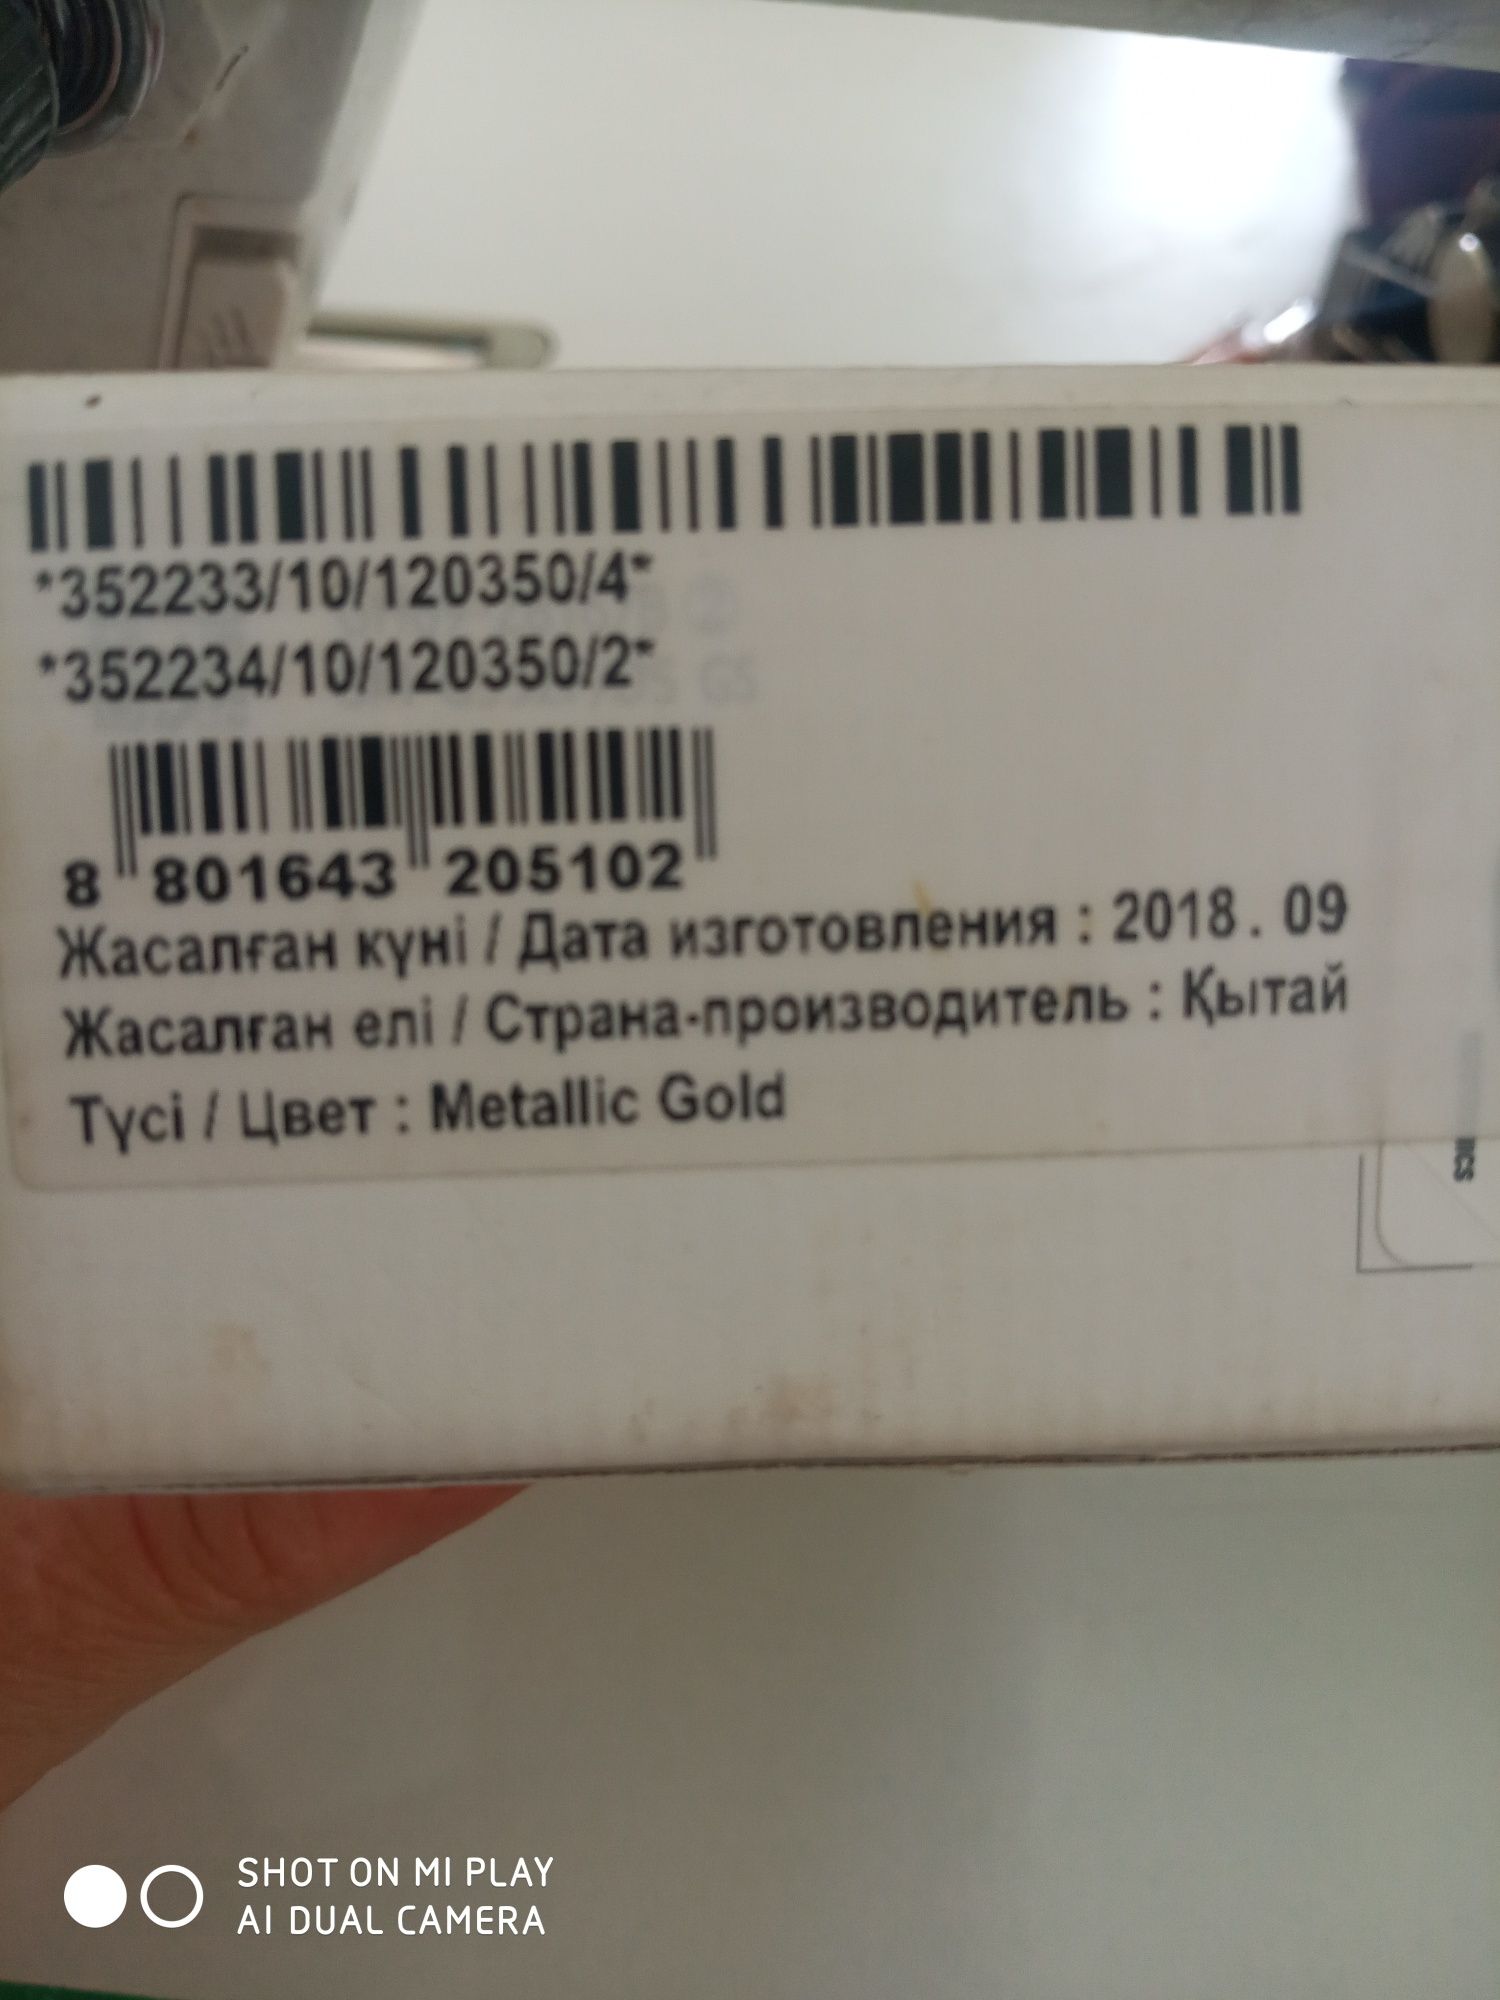 *352233/10/120350/4*
*352234/10/120350/2*
8 801643 205102
Жасалған күні / Дата изготовления : 2018 . 09
Жасалған елі / Страна-производитель : Қытай
Түсі / Цвет : Metallic Gold
SHOT ON MI PLAY
AI DUAL CAMERA